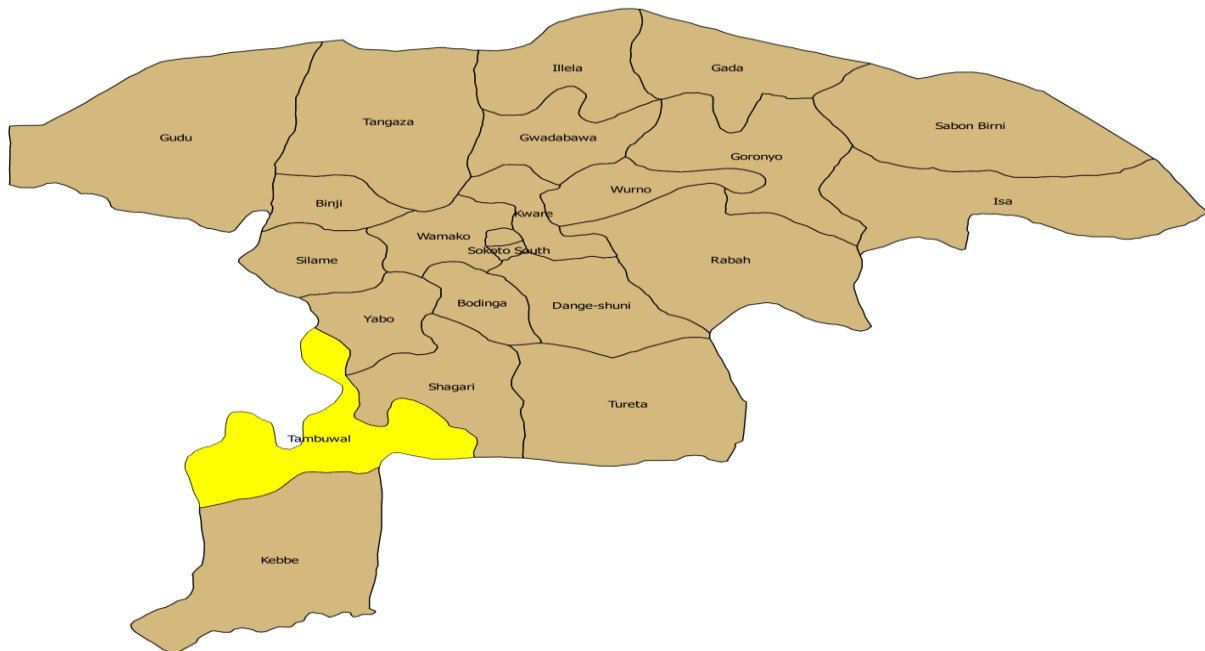 Illela
Gada
Tangaza
Sabon Birni
Gudu
Gwadabawa
Goronyo
Wurno
Binji
Isa
Kware
Wamako
Sokoto South
Silame
Rabah
Bodinga
Dange-shuni
Yabo
Shagari
Tureta
Tambuwal
Kebbe